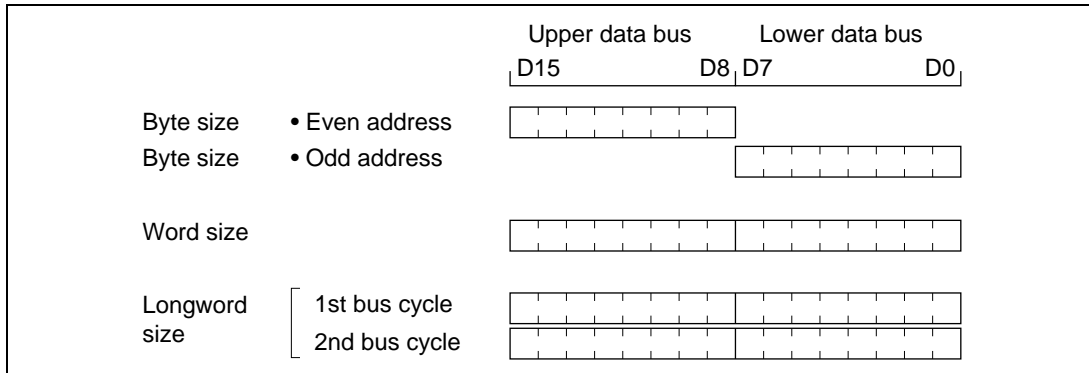 Upper data bus Lower data bus
D15 D8 D7 D0
Byte size • Even address
Byte size • Odd address
Word size
Longword size
1st bus cycle
2nd bus cycle